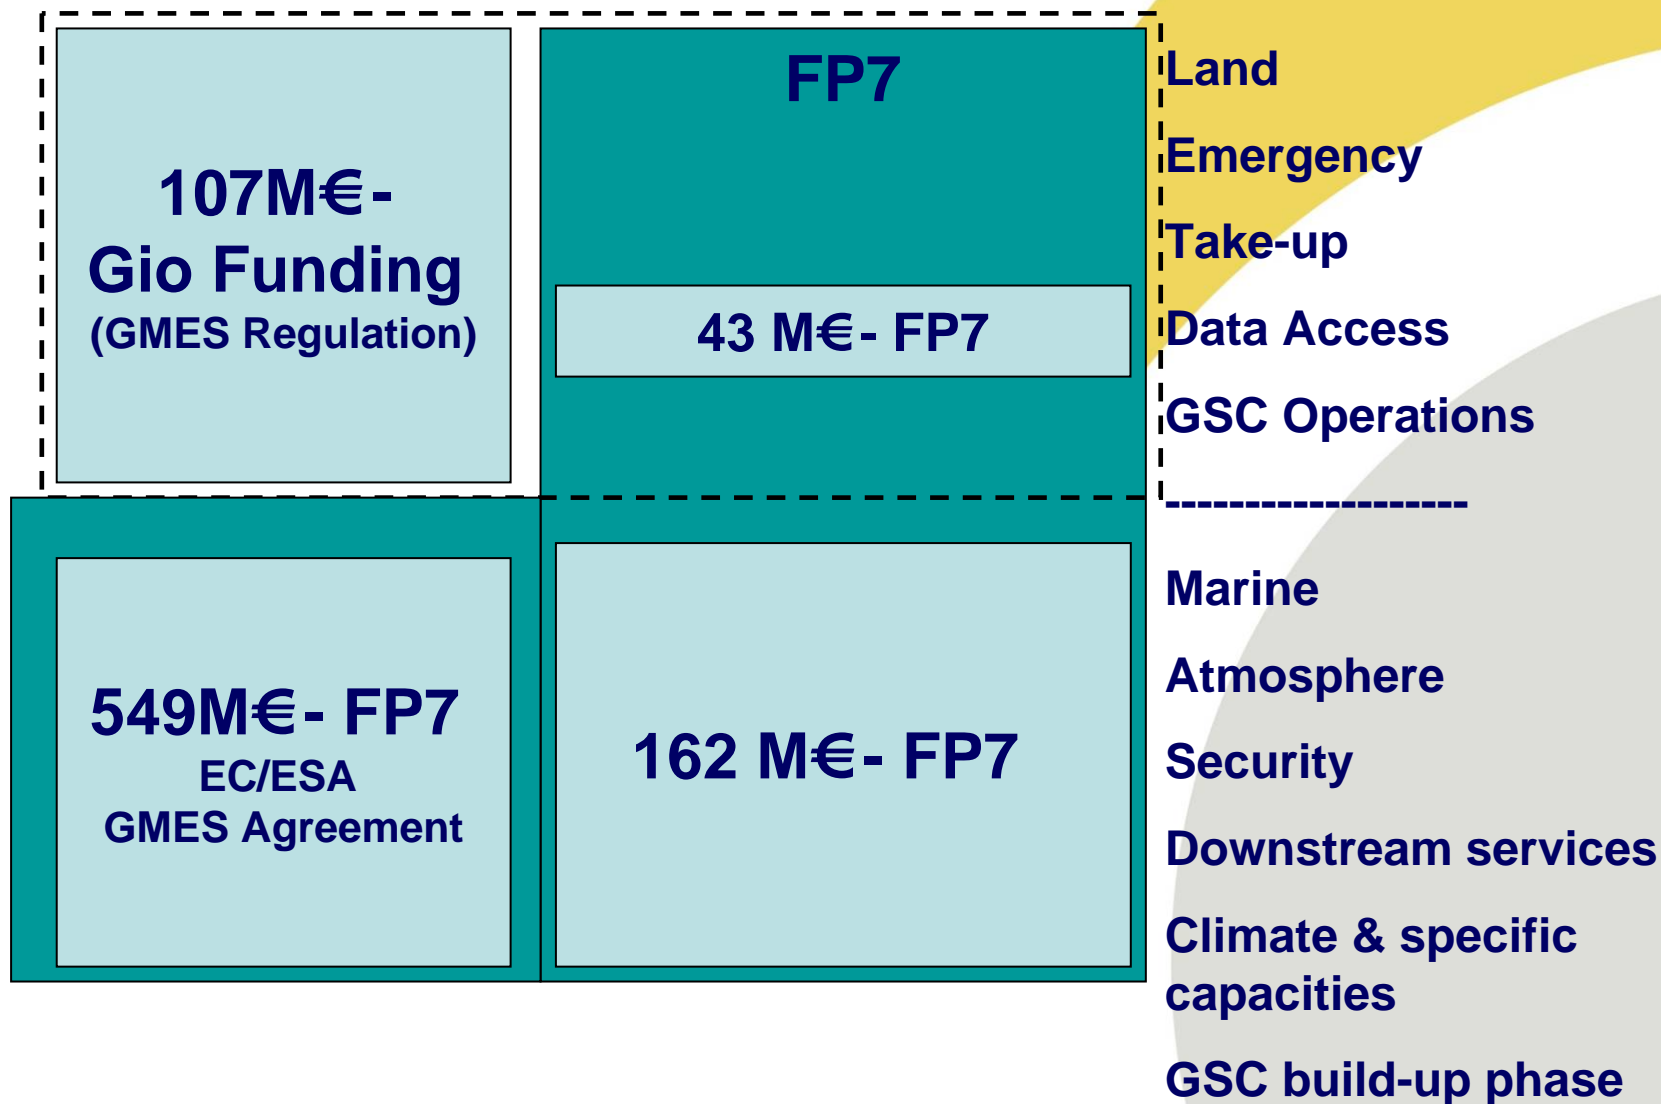 107M€-
Gio Funding
(GMES Regulation)
FP7
43 M€- FP7
549M€- FP7
EC/ESA
GMES Agreement
162 M€- FP7
Land
Emergency
Take-up
Data Access
GSC Operations
-------------------
Marine
Atmosphere
Security
Downstream services
Climate & specific
capacities
GSC build-up phase